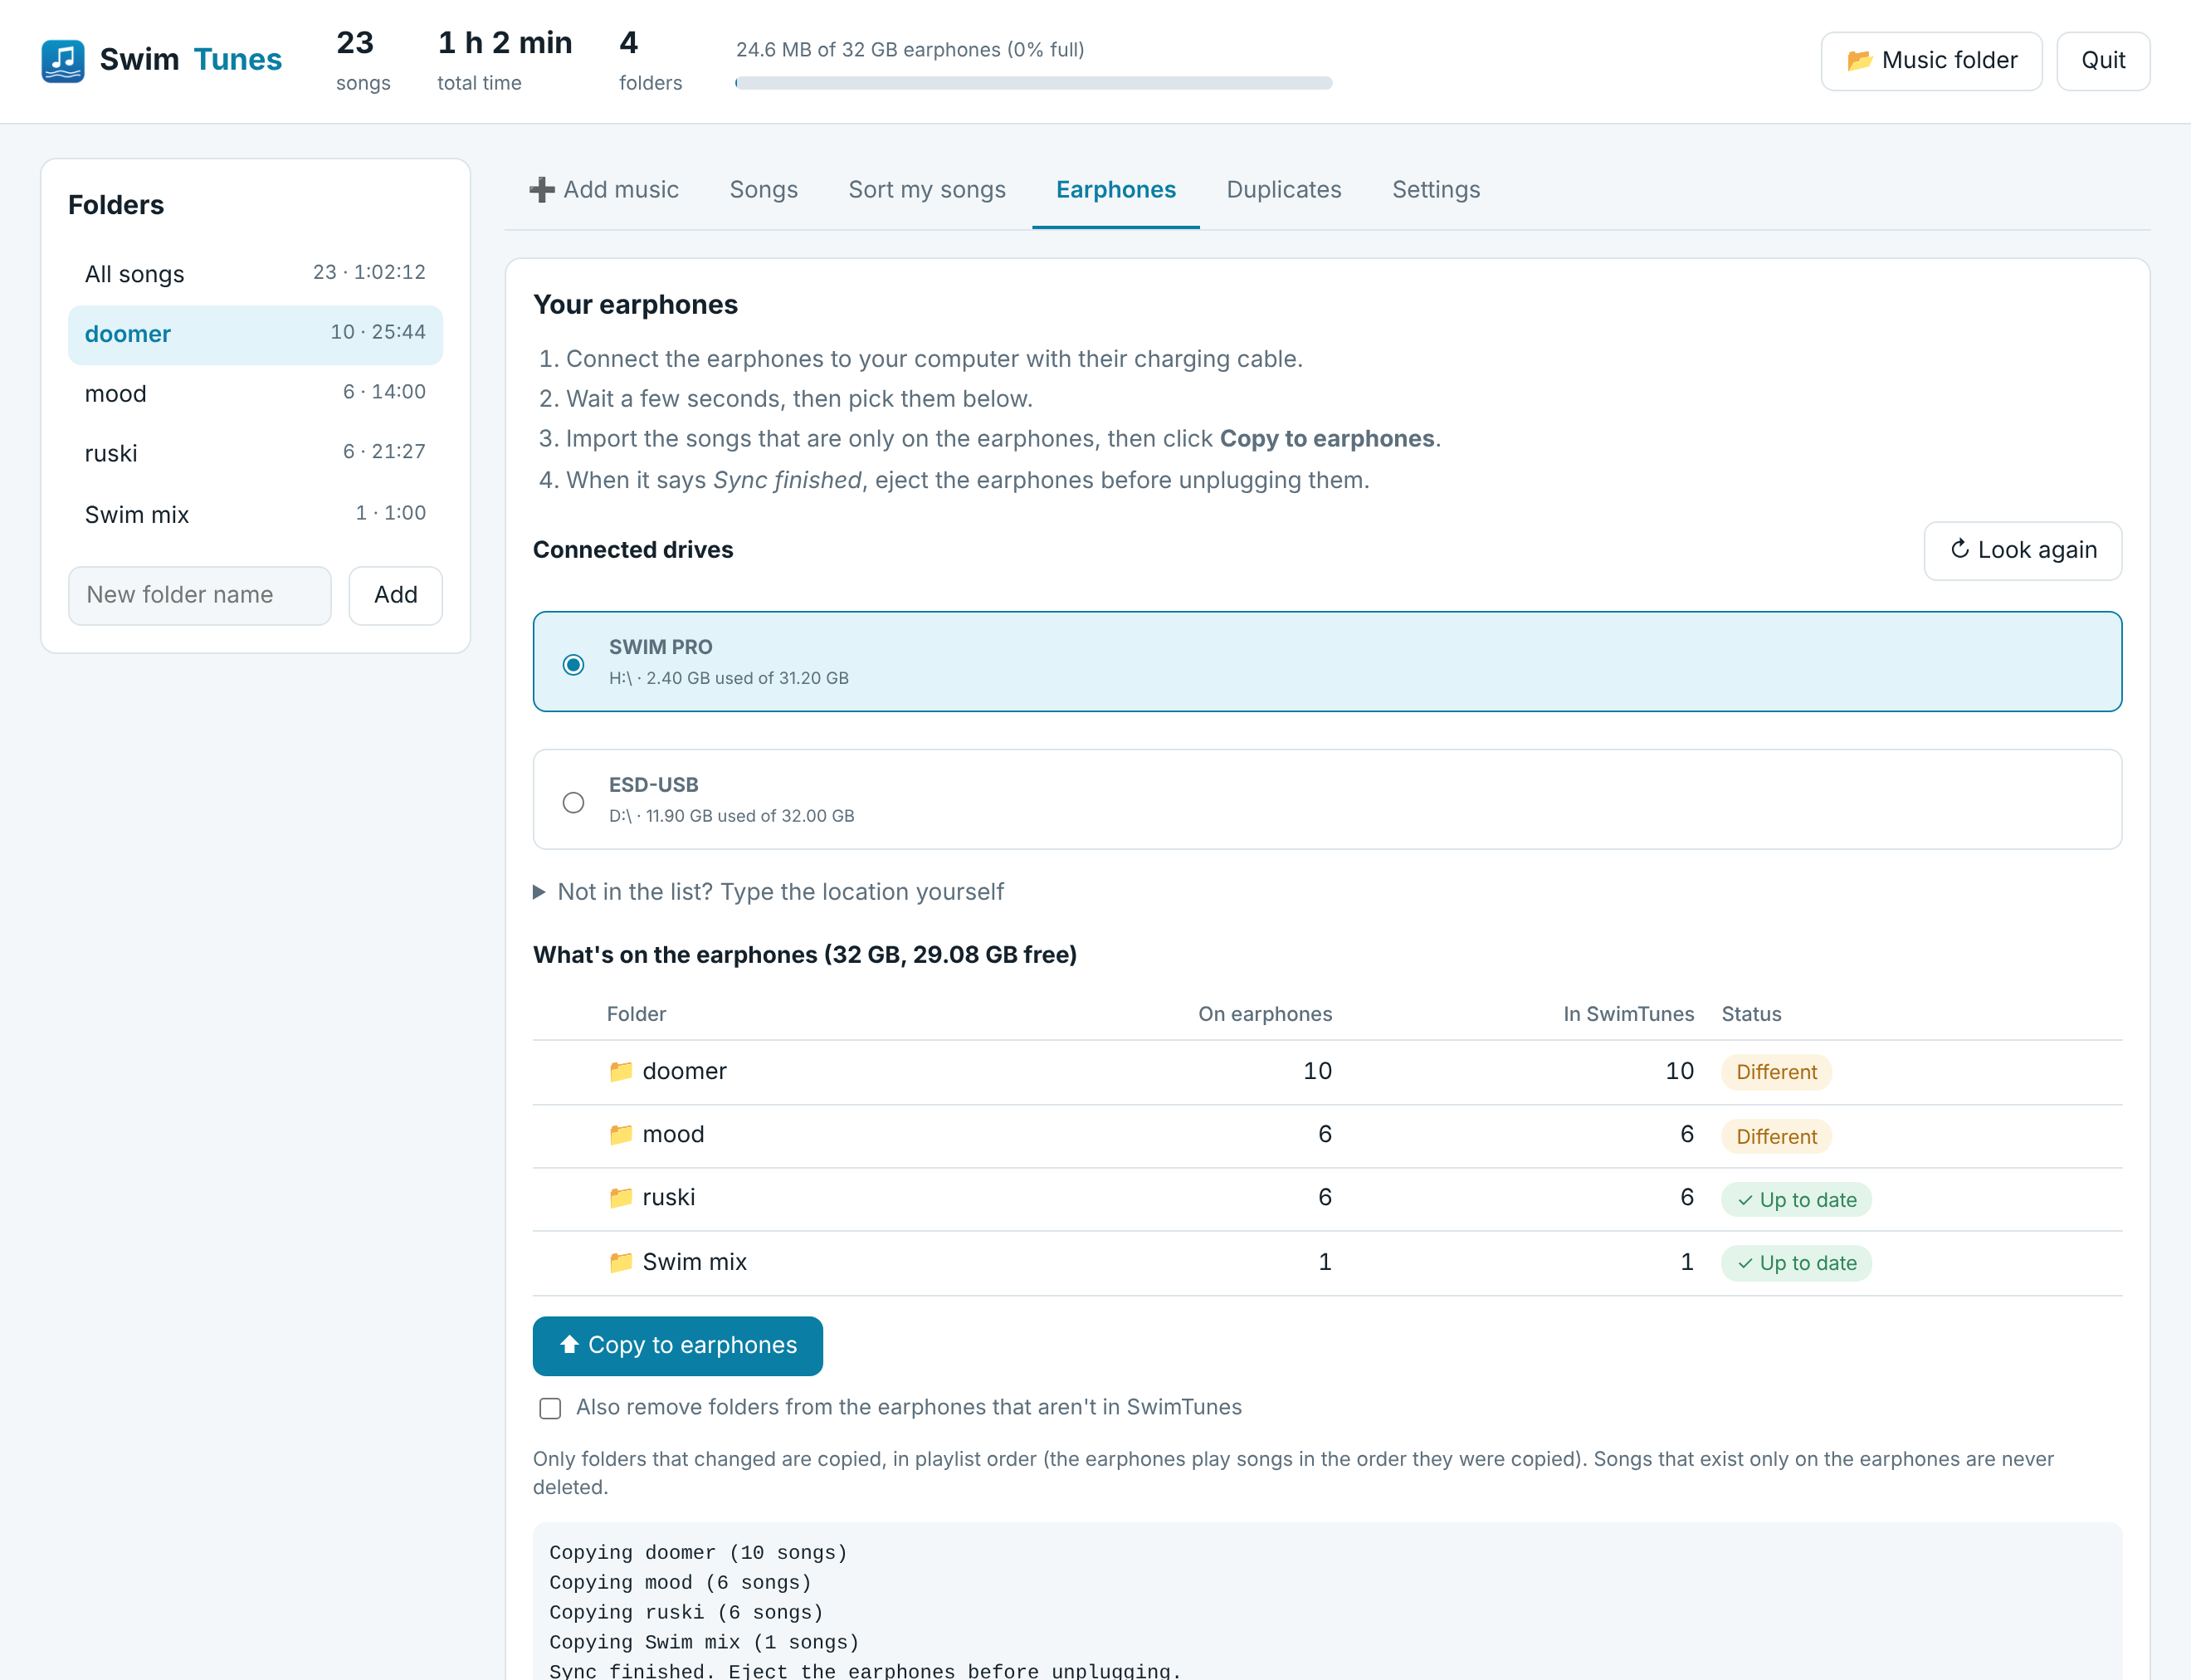 Swim Tunes
23
songs
1 h 2 min
total time
4
folders
24.6 MB of 32 GB earphones (0% full)
📂 Music folder
Quit
Folders
All songs 23 · 1:02:12
doomer 10 · 25:44
mood 6 · 14:00
ruski 6 · 21:27
Swim mix 1 · 1:00
New folder name
Add
➕ Add music
Songs
Sort my songs
Earphones
Duplicates
Settings
Your earphones
1. Connect the earphones to your computer with their charging cable.
2. Wait a few seconds, then pick them below.
3. Import the songs that are only on the earphones, then click Copy to earphones.
4. When it says Sync finished, eject the earphones before unplugging them.
Connected drives
↻ Look again
SWIM PRO
H:\ · 2.40 GB used of 31.20 GB
ESD-USB
D:\ · 11.90 GB used of 32.00 GB
▶ Not in the list? Type the location yourself
What's on the earphones (32 GB, 29.08 GB free)
Folder On earphones In SwimTunes Status
📁 doomer 10 10 Different
📁 mood 6 6 Different
📁 ruski 6 6 ✓ Up to date
📁 Swim mix 1 1 ✓ Up to date
⬆ Copy to earphones
Also remove folders from the earphones that aren't in SwimTunes
Only folders that changed are copied, in playlist order (the earphones play songs in the order they were copied). Songs that exist only on the earphones are never
deleted.
Copying doomer (10 songs)
Copying mood (6 songs)
Copying ruski (6 songs)
Copying Swim mix (1 songs)
Sync finished. Eject the earphones before unplugging.